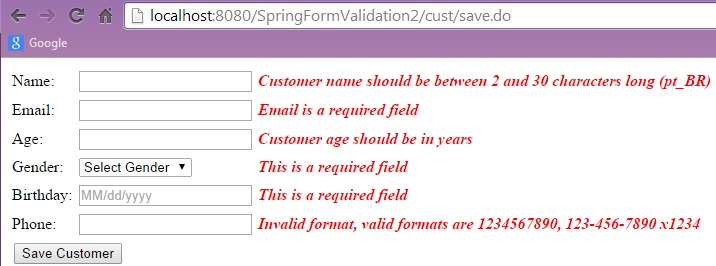 localhost:8080/SpringFormValidation2/cust/save.do
Google
Name: Customer name should be between 2 and 30 characters long (pt_BR)
Email: Email is a required field
Age: Customer age should be in years
Gender: Select Gender This is a required field
Birthday: MM/dd/yyyy This is a required field
Phone: Invalid format, valid formats are 1234567890, 123-456-7890 x1234
Save Customer